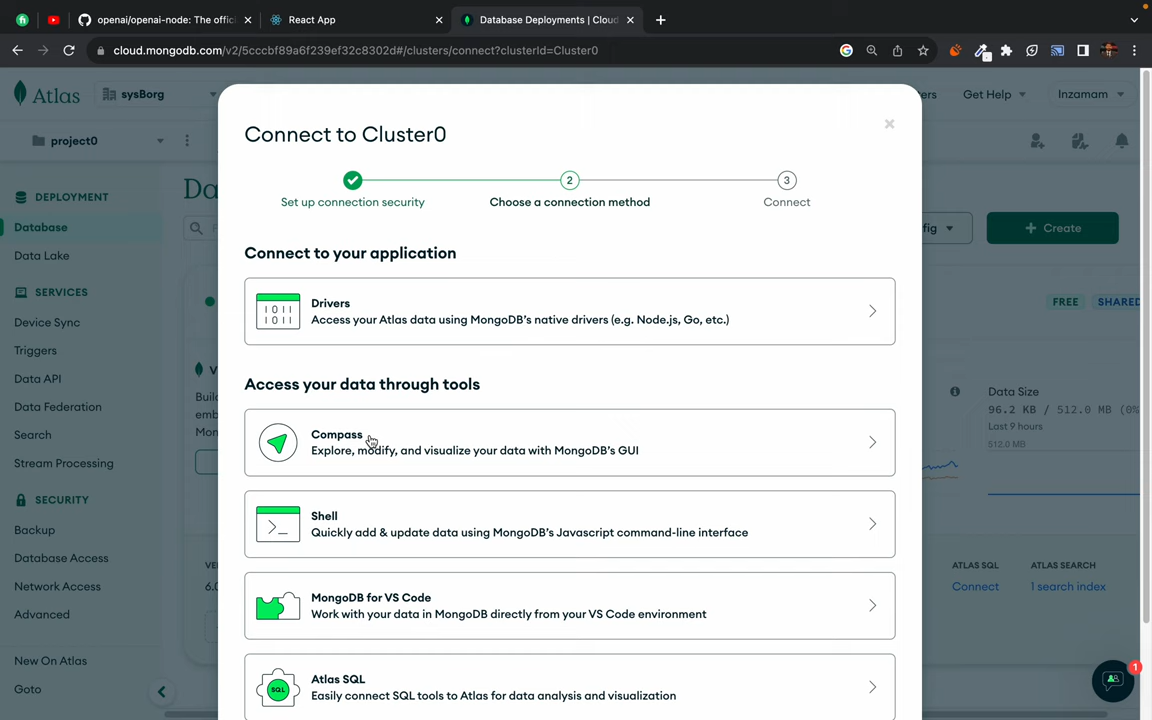 openai/openai-node: The offici
React App
Database Deployments | Cloud
cloud.mongodb.com/v2/5cccbf89a6f239ef32c8302d#/clusters/connect?clusterId=Cluster0
Atlas
sysBorg
Get Help
Inzamam
project0
DEPLOYMENT
Database
Data Lake
SERVICES
Device Sync
Triggers
Data API
Data Federation
Search
Stream Processing
SECURITY
Backup
Database Access
Network Access
Advanced
New On Atlas
Goto
Connect to Cluster0
2
3
Set up connection security
Choose a connection method
Connect
Connect to your application
Drivers
Access your Atlas data using MongoDB's native drivers (e.g. Node.js, Go, etc.)
Access your data through tools
Compass
Explore, modify, and visualize your data with MongoDB's GUI
Shell
Quickly add & update data using MongoDB's Javascript command-line interface
MongoDB for VS Code
Work with your data in MongoDB directly from your VS Code environment
Atlas SQL
Easily connect SQL tools to Atlas for data analysis and visualization
SQL
+ Create
FREE
SHARED
Data Size
96.2 KB / 512.0 MB (0%
Last 9 hours
512.0 MB
ATLAS SQL
ATLAS SEARCH
Connect
1 search index
1